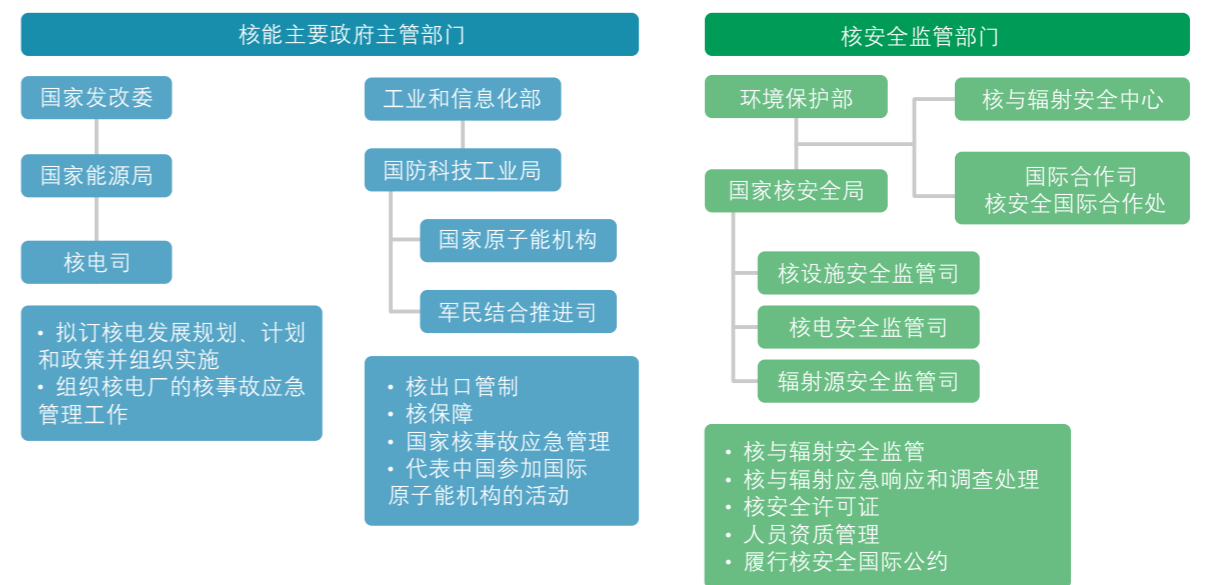 核能主要政府主管部门
国家发改委
国家能源局
核电司
• 拟订核电发展规划、计划
和政策并组织实施
• 组织核电厂的核事故应急
管理工作
工业和信息化部
国防科技工业局
国家原子能机构
军民结合推进司
• 核出口管制
• 核保障
• 国家核事故应急管理
• 代表中国参加国际
原子能机构的活动
核安全监管部门
环境保护部
核与辐射安全中心
国际合作司
核安全国际合作处
国家核安全局
核设施安全监管司
核电安全监管司
辐射源安全监管司
• 核与辐射安全监管
• 核与辐射应急响应和调查处理
• 核安全许可证
• 人员资质管理
• 履行核安全国际公约